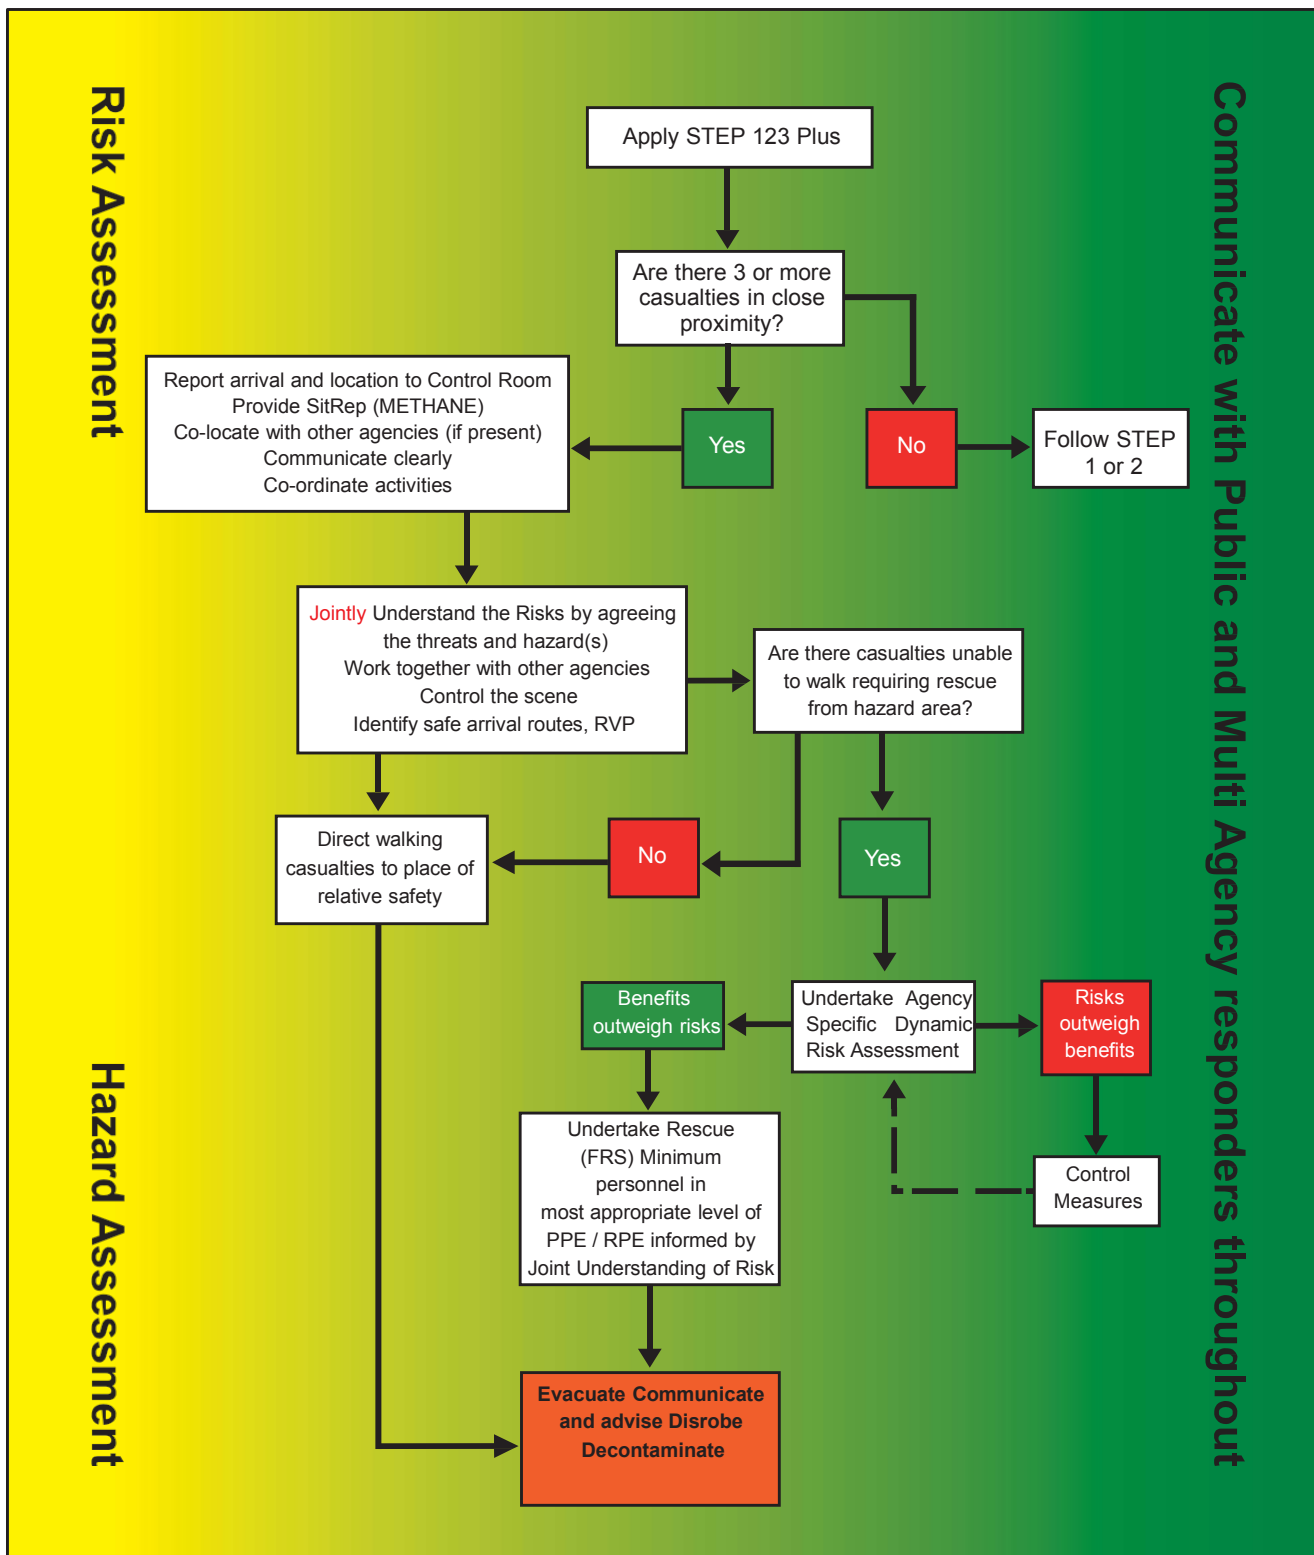 Risk Assessment
Hazard Assessment
Communicate with Public and Multi Agency responders throughout
Apply STEP 123 Plus
Are there 3 or more
casualties in close
proximity?
Yes
No
Follow STEP
1 or 2
Report arrival and location to Control Room
Provide SitRep (METHANE)
Co-locate with other agencies (if present)
Communicate clearly
Co-ordinate activities
Jointly Understand the Risks by agreeing
the threats and hazard(s)
Work together with other agencies
Control the scene
Identify safe arrival routes, RVP
Are there casualties unable
to walk requiring rescue
from hazard area?
Direct walking
casualties to place of
relative safety
No
Yes
Benefits
outweigh risks
Undertake Agency
Specific Dynamic
Risk Assessment
Risks
outweigh
benefits
Undertake Rescue
(FRS) Minimum
personnel in
most appropriate level of
PPE / RPE informed by
Joint Understanding of Risk
Control
Measures
Evacuate Communicate
and advise Disrobe
Decontaminate